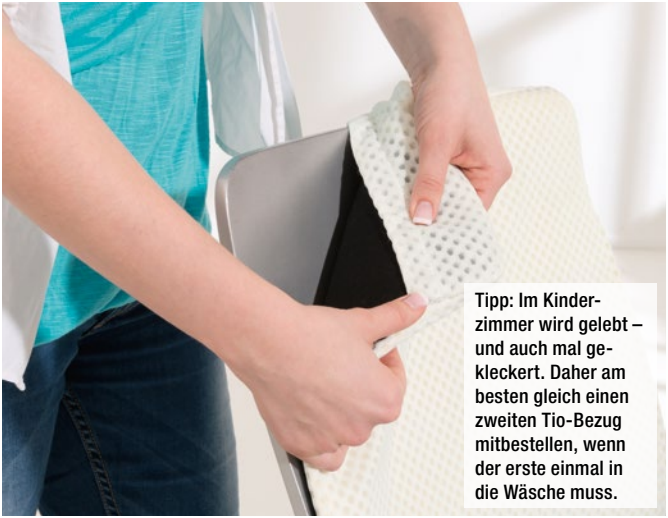 Tipp: Im Kinder-
zimmer wird gelebt –
und auch mal ge-
kleckert. Daher am
besten gleich einen
zweiten Tio-Bezug
mitbestellen, wenn
der erste einmal in
die Wäsche muss.